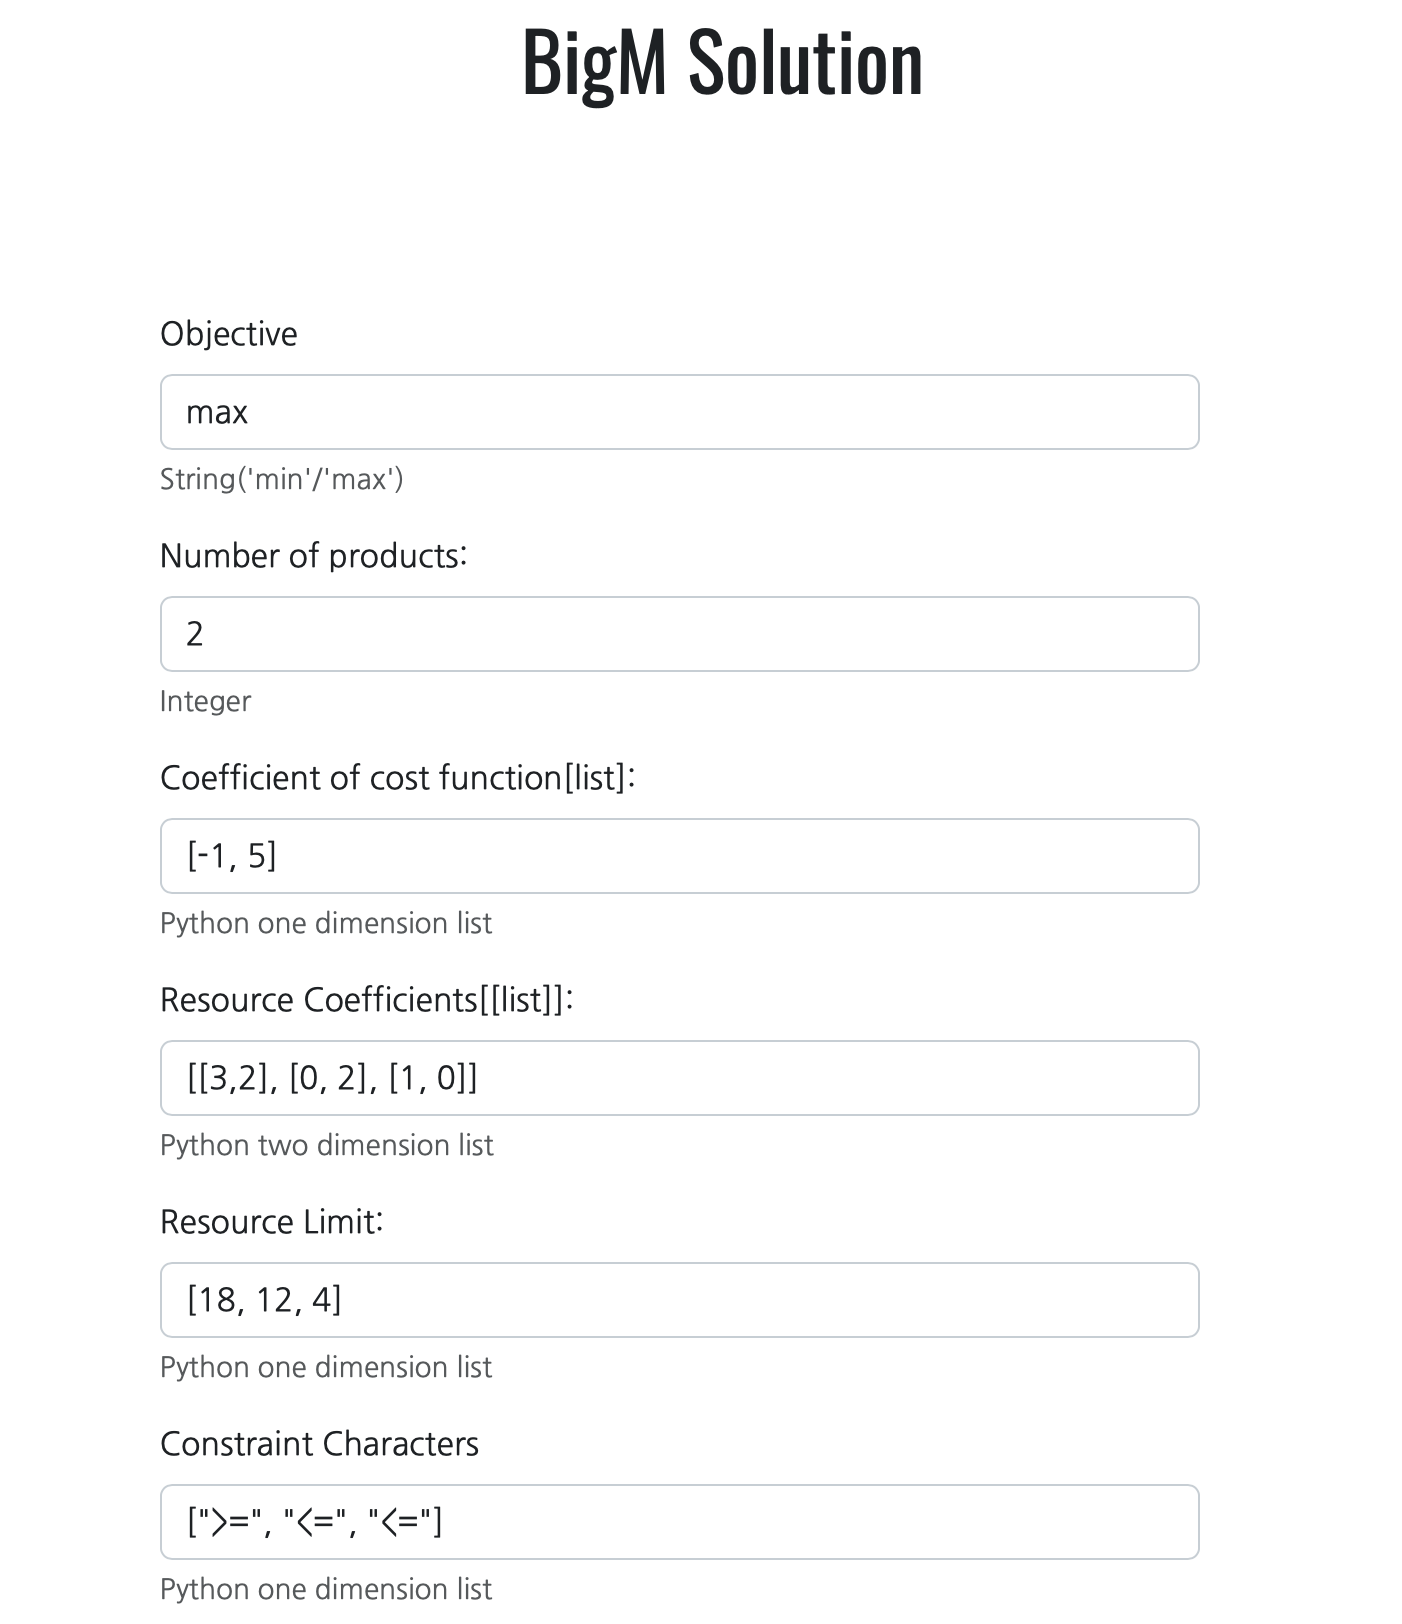 BigM Solution
Objective
max
String('min'/'max')
Number of products:
2
Integer
Coefficient of cost function[list]:
[-1, 5]
Python one dimension list
Resource Coefficients[[list]]:
[[3,2], [0, 2], [1, 0]]
Python two dimension list
Resource Limit:
[18, 12, 4]
Python one dimension list
Constraint Characters
[">=", "<=", "<="]
Python one dimension list